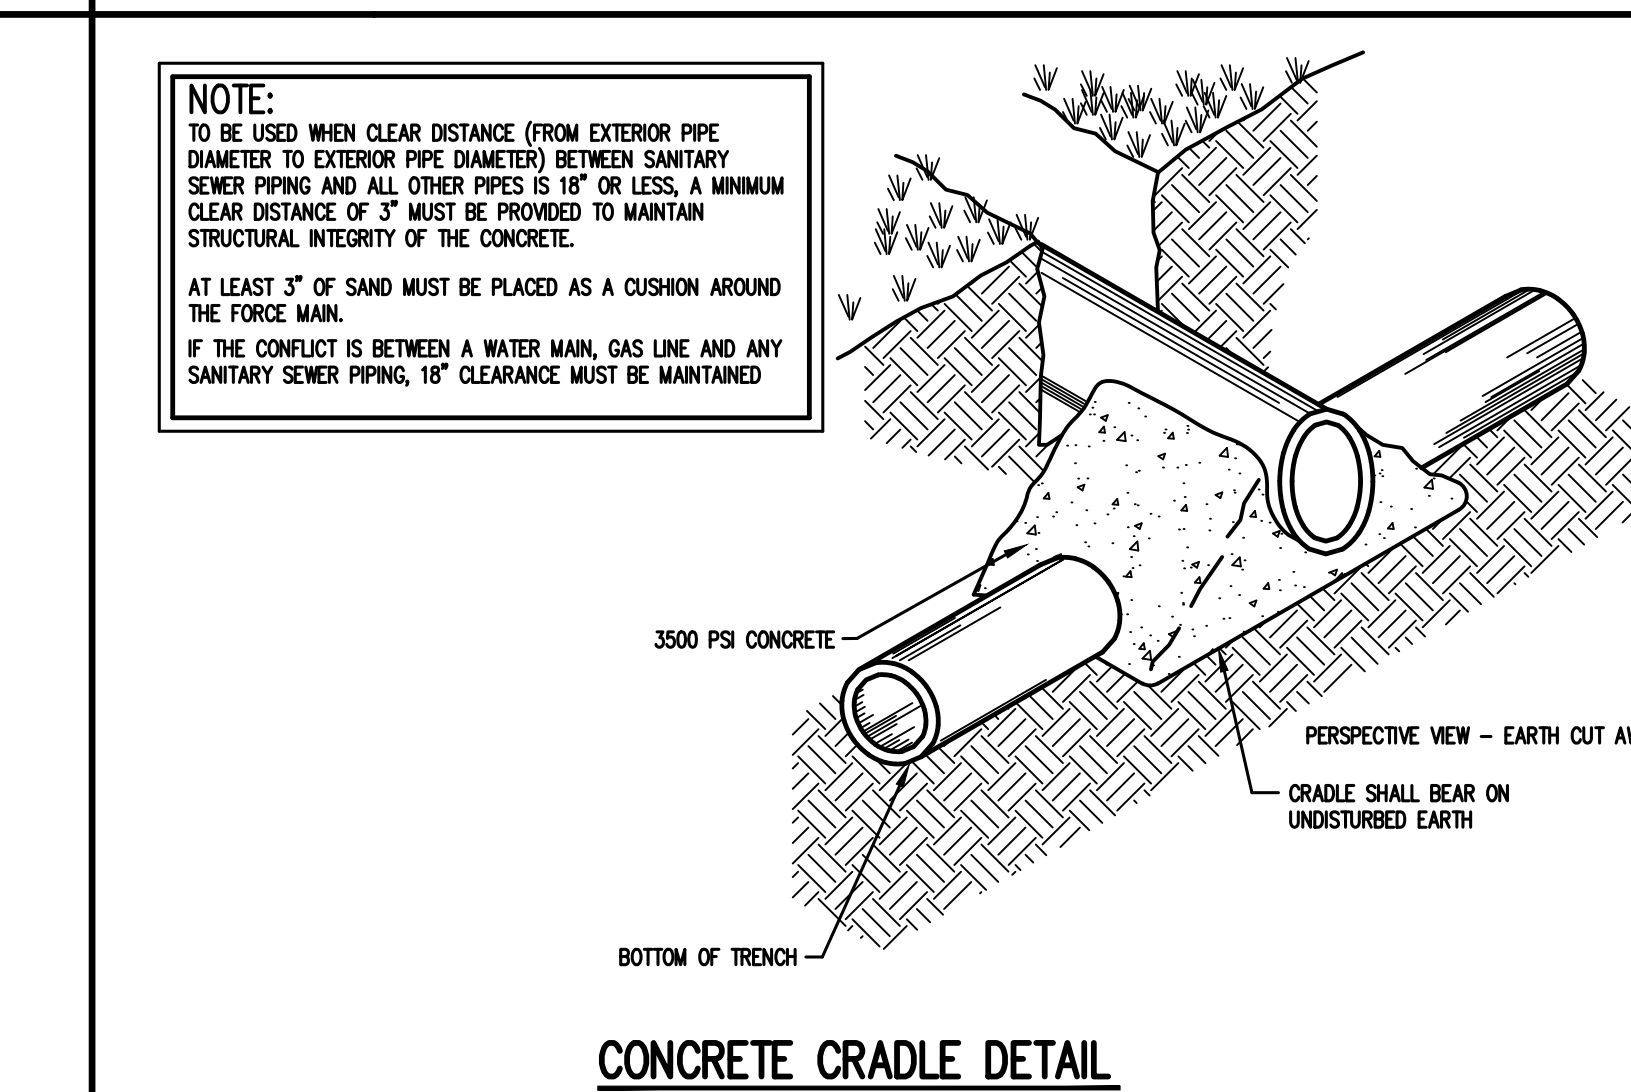 NOTE:
TO BE USED WHEN CLEAR DISTANCE (FROM EXTERIOR PIPE
DIAMETER TO EXTERIOR PIPE DIAMETER) BETWEEN SANITARY
SEWER PIPING AND ALL OTHER PIPES IS 18" OR LESS, A MINIMUM
CLEAR DISTANCE OF 3" MUST BE PROVIDED TO MAINTAIN
STRUCTURAL INTEGRITY OF THE CONCRETE.
AT LEAST 3" OF SAND MUST BE PLACED AS A CUSHION AROUND
THE FORCE MAIN.
IF THE CONFLICT IS BETWEEN A WATER MAIN, GAS LINE AND ANY
SANITARY SEWER PIPING, 18" CLEARANCE MUST BE MAINTAINED
3500 PSI CONCRETE
PERSPECTIVE VIEW – EARTH CUT
CRADLE SHALL BEAR ON
UNDISTURBED EARTH
BOTTOM OF TRENCH
CONCRETE CRADLE DETAIL